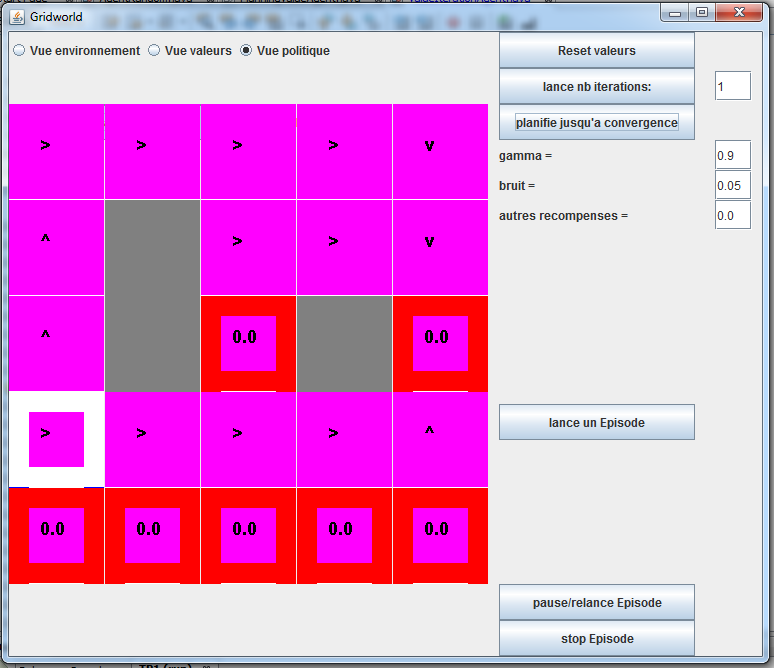 Gridworld
Vue environnement Vue valeurs Vue politique
Reset valeurs
lance nb iterations: 1
planifie jusqu'a convergence
gamma = 0.9
bruit = 0.05
autres recompenses = 0.0
> > > > v
^ > > v
^ 0.0 0.0
> > > > ^
lance un Episode
0.0 0.0 0.0 0.0 0.0
pause/relance Episode
stop Episode